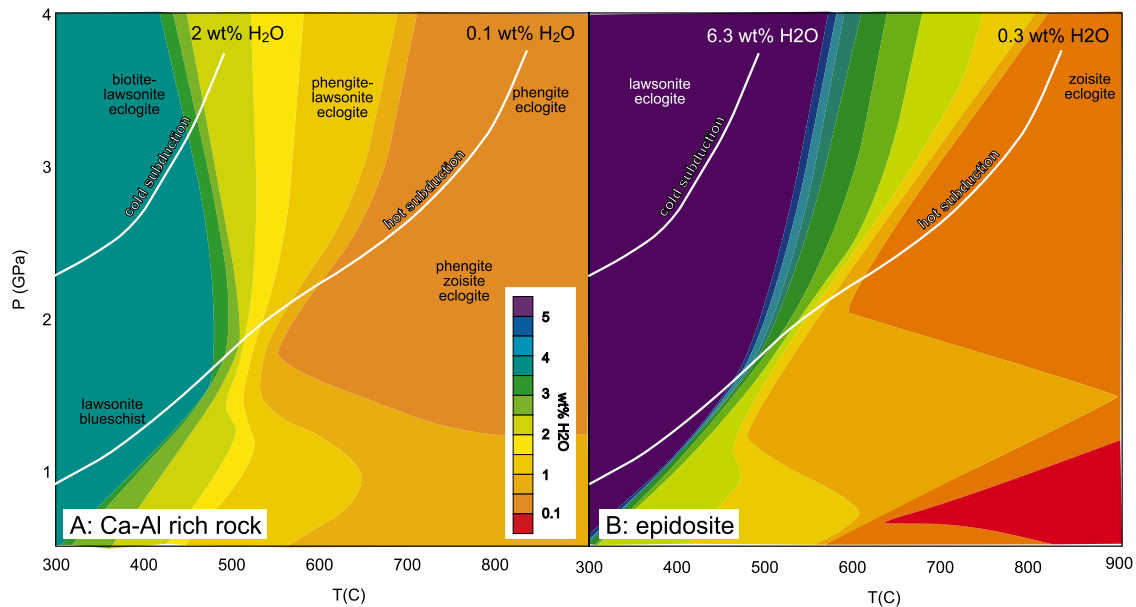 4
3
2
1
P (GPa)
2 wt% H₂O
0.1 wt% H₂O
biotite-
lawsonite
eclogite
phengite-
lawsonite
eclogite
phengite
eclogite
cold subduction
hot subduction
phengite
zoisite
eclogite
lawsonite
blueschist
5
4
3
2
1
0.1
wt% H2O
A: Ca-Al rich rock
300
400
500
600
700
800
T(C)
6.3 wt% H2O
0.3 wt% H2O
lawsonite
eclogite
zoisite
eclogite
cold subduction
hot subduction
B: epidosite
300
400
500
600
700
800
900
T(C)